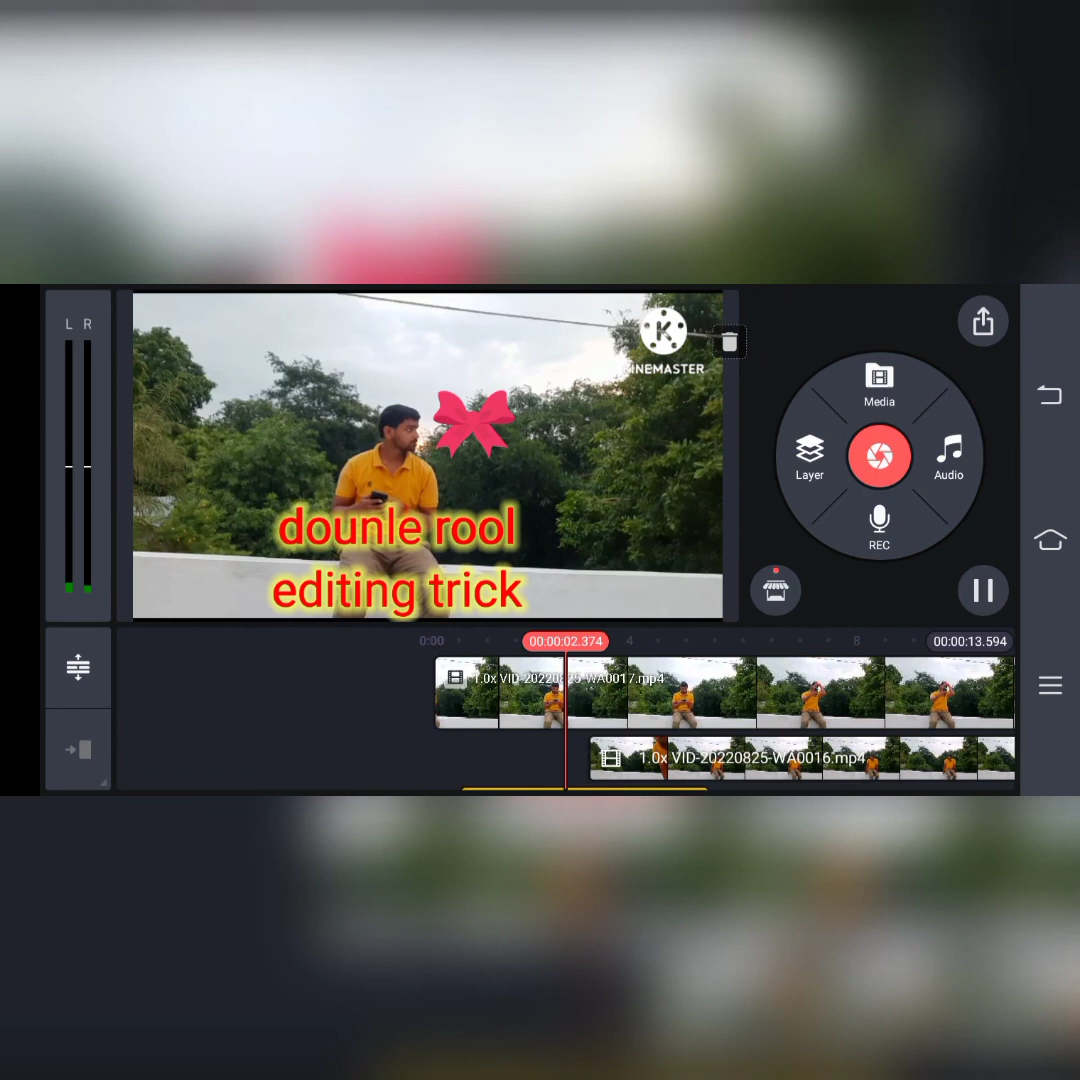 L R
KINEMASTER
Media
Layer
Audio
REC
dounle rool
editing trick
0:00
00:00:02.374
4
8
00:00:13.594
1.0x VID-20220825-WA0017.mp4
1.0x VID-20220825-WA0016.mp4